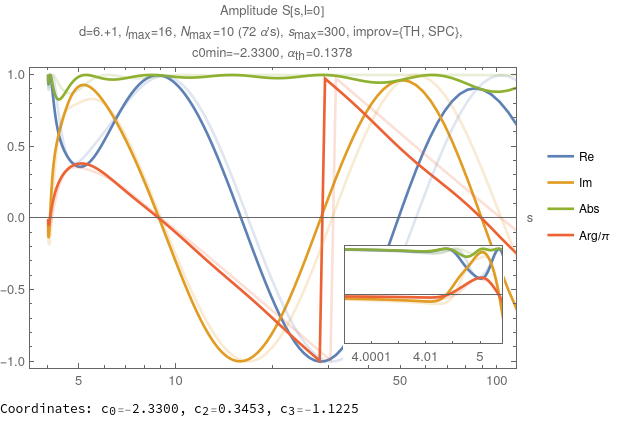 Amplitude S[s,l=0]
d=6.+1, lmax=16, Nmax=10 (72 α's), smax=300, improv={TH, SPC},
c0min=−2.3300, αth=0.1378
1.0
0.5
0.0
−0.5
−1.0
5
10
50
100
s
4.0001
4.01
5
Re
Im
Abs
Arg/π
Coordinates: c0=-2.3300, c2=0.3453, c3=-1.1225